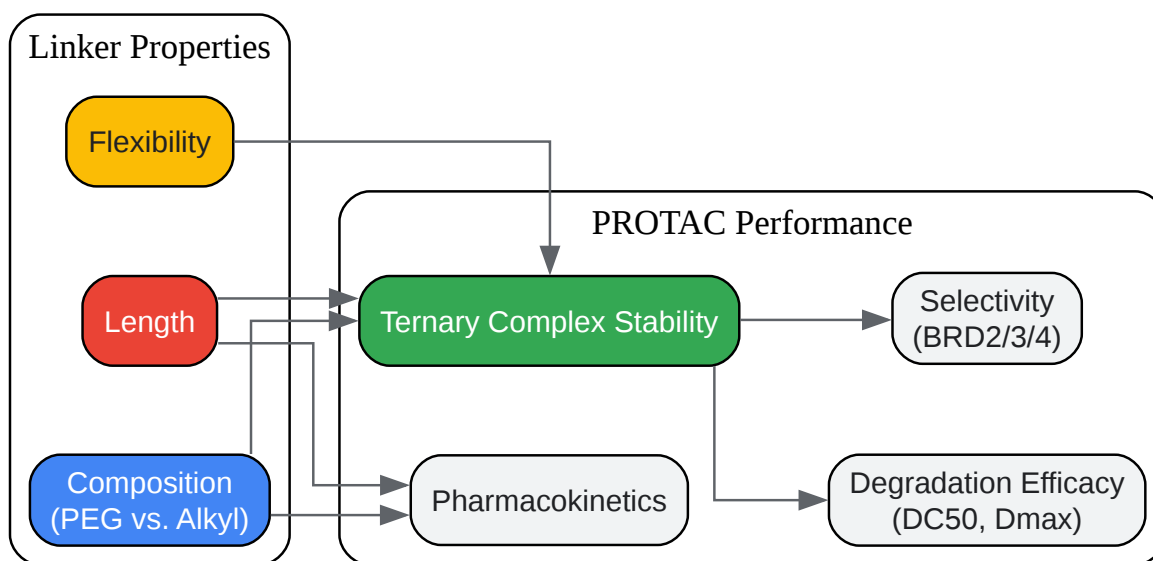 Linker Properties
Flexibility
Length
Composition
(PEG vs. Alkyl)
PROTAC Performance
Ternary Complex Stability
Pharmacokinetics
Selectivity
(BRD2/3/4)
Degradation Efficacy
(DC50, Dmax)